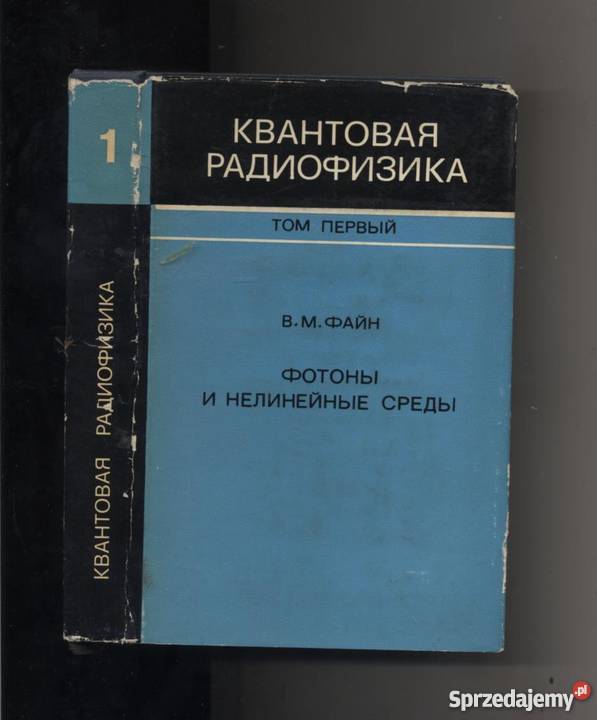 1
КВАНТОВАЯ РАДИОФИЗИКА
КВАНТОВАЯ
РАДИОФИЗИКА
ТОМ ПЕРВЫЙ
В.М.ФАЙН
ФОТОНЫ
И НЕЛИНЕЙНЫЕ СРЕДЫ
Sprzedajemy.pl